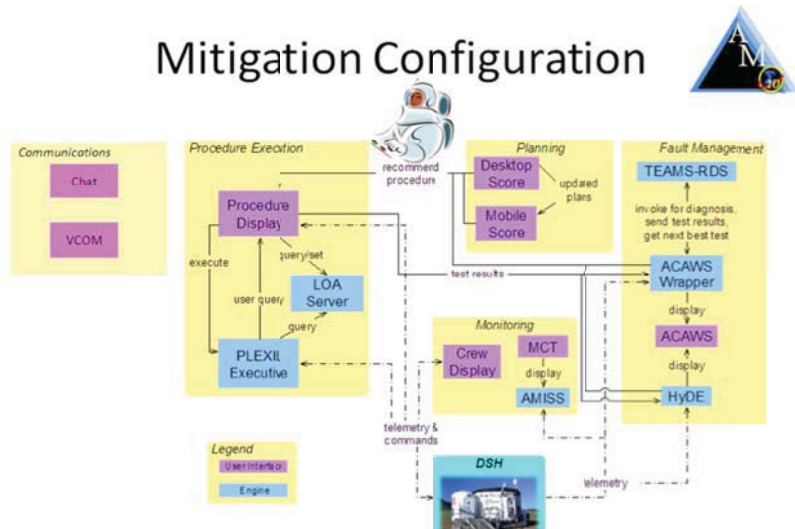 Mitigation Configuration
A
M
10
Communications
Chat
VCOM
Procedure Execution
Procedure
Display
query/set
execute
LOA
Server
user query
query
PLEXIL
Executive
recommend
procedure
Planning
Desktop
Score
updated
plans
Mobile
Score
Fault Management
TEAMS-RDS
invoke for diagnosis,
send test results,
get next best test
ACAWS
Wrapper
display
ACAWS
display
HyDE
test results
Monitoring
Crew
Display
MCT
display
AMISS
telemetry &
commands
Legend
User Interface
Engine
DSH
telemetry